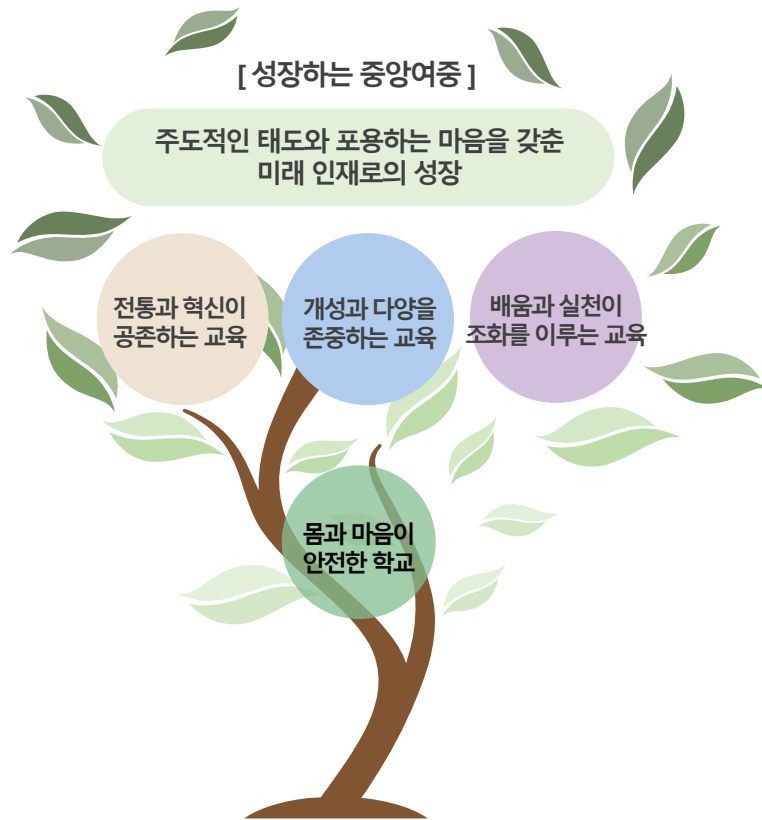 [ 성장하는 중앙여중 ]
주도적인 태도와 포용하는 마음을 갖춘
미래 인재로의 성장
전통과 혁신이
공존하는 교육
개성과 다양을
존중하는 교육
배움과 실천이
조화를 이루는 교육
몸과 마음이
안전한 학교